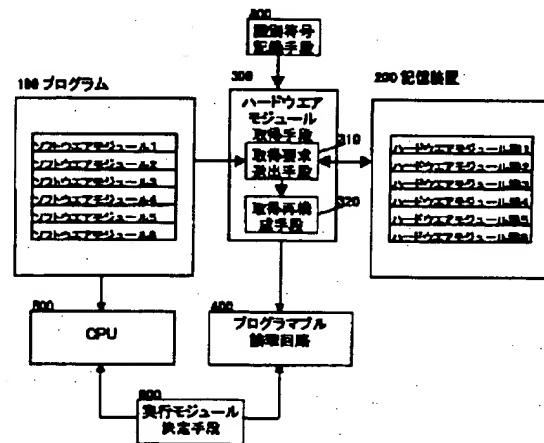 識別符号
記録手段
100 プログラム
300
200 記憶装置
ハードウエア
モジュール
取得手段
310
取得要求
送出手段
320
取得再構
成手段
ソフトウエアモジュール1
ソフトウエアモジュール2
ソフトウエアモジュール3
ソフトウエアモジュール4
ソフトウエアモジュール5
ソフトウエアモジュール6
ハードウエアモジュール群1
ハードウエアモジュール群2
ハードウエアモジュール群3
ハードウエアモジュール群4
ハードウエアモジュール群5
ハードウエアモジュール群6
CPU
400
プログラマブル
論理回路
実行モジュール
決定手段